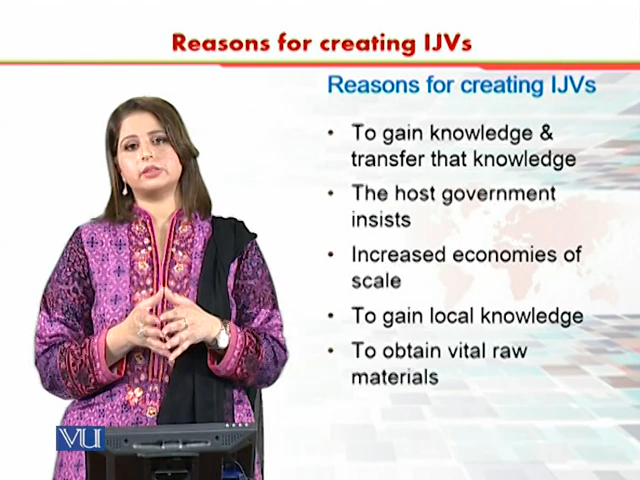 Reasons for creating IJVs
Reasons for creating IJVs
• To gain knowledge &
transfer that knowledge
• The host government
insists
• Increased economies of
scale
• To gain local knowledge
• To obtain vital raw
materials
VU